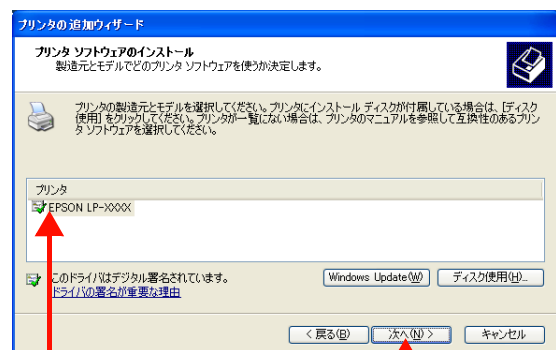 プリンタの追加ウィザード
プリンタ ソフトウェアのインストール
製造元とモデルでどのプリンタ ソフトウェアを使うか決定します。
プリンタの製造元とモデルを選択してください。プリンタにインストール ディスクが付属している場合は、[ディスク
使用] をクリックしてください。プリンタが一覧にない場合は、プリンタのマニュアルを参照して互換性のあるプリン
タ ソフトウェアを選択してください。
プリンタ
EPSON LP-XXXX
このドライバはデジタル署名されています。
ドライバの署名が重要な理由
Windows Update(W) ディスク使用(H)...
< 戻る(B) 次へ(N) > キャンセル